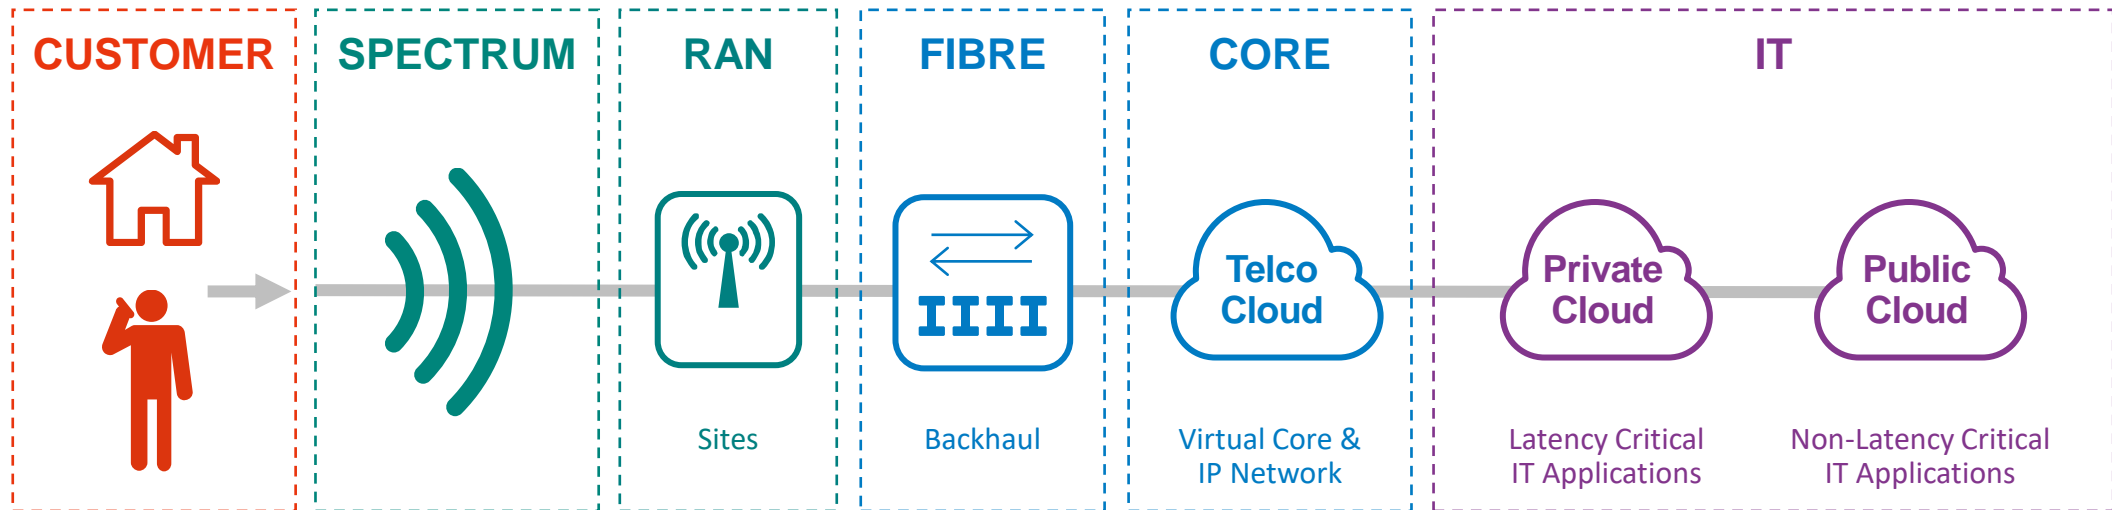 CUSTOMER
SPECTRUM
RAN
FIBRE
CORE
IT
Telco
Cloud
Private
Cloud
Public
Cloud
Sites
Backhaul
Virtual Core &
IP Network
Latency Critical
IT Applications
Non-Latency Critical
IT Applications